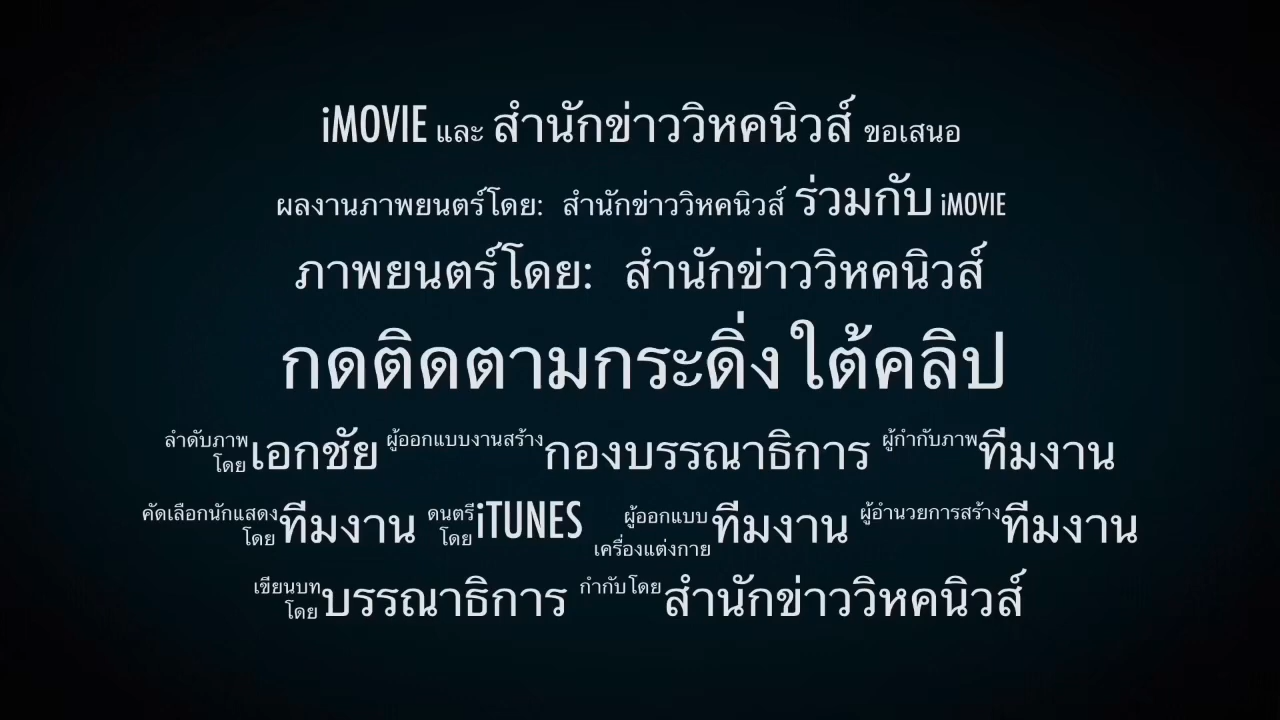 iMOVIE และ สำนักข่าววิหคนิวส์ ขอเสนอ
ผลงานภาพยนตร์โดย: สำนักข่าววิหคนิวส์ ร่วมกับ iMOVIE
ภาพยนตร์โดย: สำนักข่าววิหคนิวส์
กดติดตามกระดิ่ง ใต้คลิป
ลำดับภาพโดย เอกชัย ผู้ออกแบบงานสร้าง กองบรรณาธิการ ผู้กำกับภาพ ทีมงาน
คัดเลือกนักแสดงโดย ทีมงาน ดนตรีโดย iTUNES ผู้ออกแบบเครื่องแต่งกาย ทีมงาน ผู้อำนวยการสร้าง ทีมงาน
เขียนบทโดย บรรณาธิการ กำกับโดย สำนักข่าววิหคนิวส์